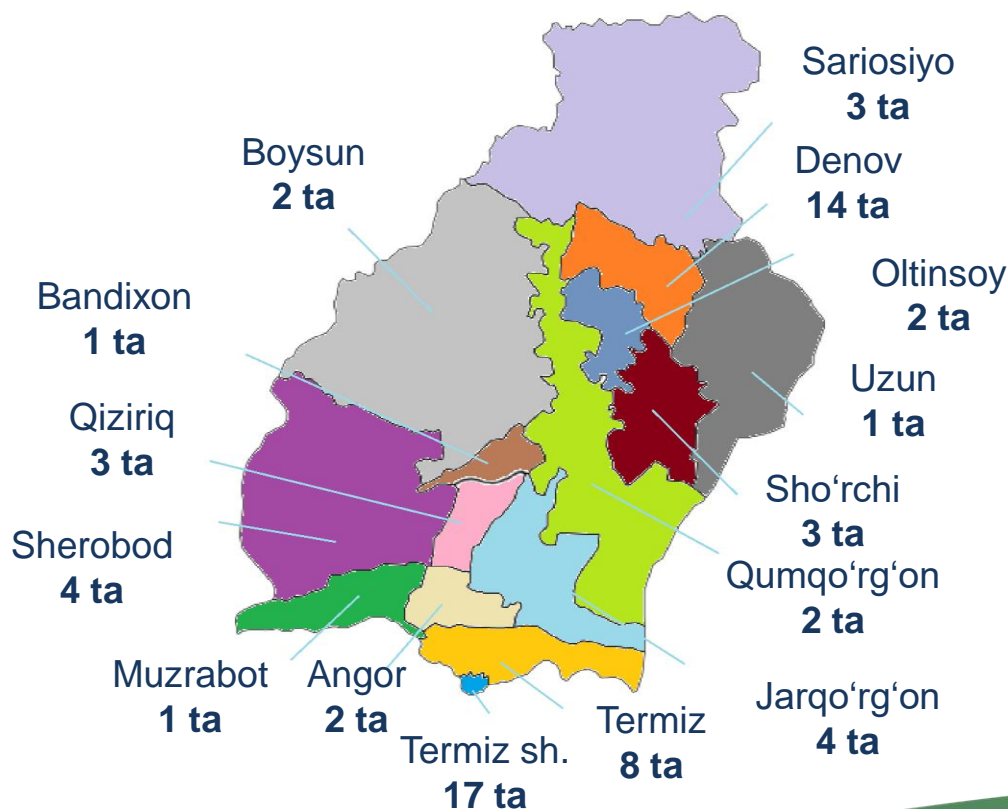 Sariosiyo
3 ta
Denov
14 ta
Boysun
2 ta
Oltinsoy
2 ta
Bandixon
1 ta
Uzun
1 ta
Qiziriq
3 ta
Sho‘rchi
3 ta
Sherobod
4 ta
Qumqo‘rg‘on
2 ta
Muzrabot
1 ta
Angor
2 ta
Termiz sh.
17 ta
Termiz
8 ta
Jarqo‘rg‘on
4 ta